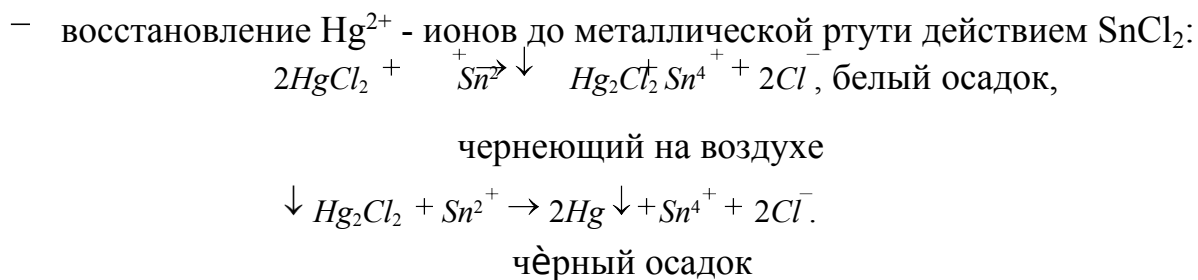 − восстановление Hg²⁺ - ионов до металлической ртути действием SnCl₂:
2HgCl₂ + Sn²⁺ → ↓ Hg₂Cl₂ + Sn⁴⁺ + 2Cl⁻, белый осадок,
чернеющий на воздухе
↓ Hg₂Cl₂ + Sn²⁺ → 2Hg ↓ + Sn⁴⁺ + 2Cl⁻.
чѐрный осадок